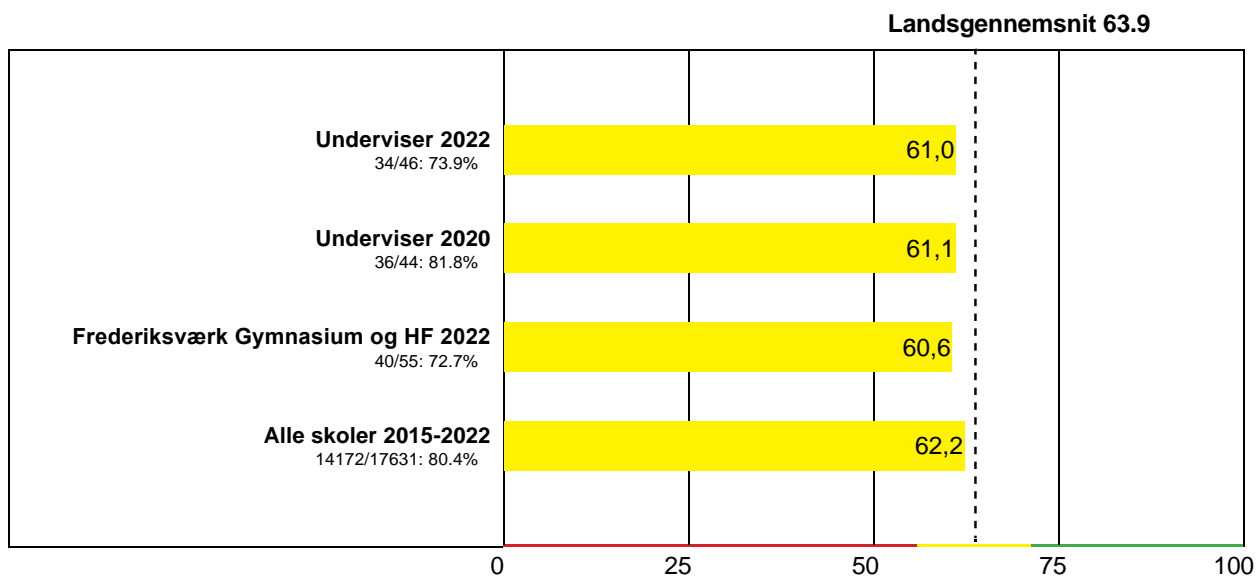 Landsgennemsnit 63.9
Underviser 2022
34/46: 73.9%
61,0
Underviser 2020
36/44: 81.8%
61,1
Frederiksværk Gymnasium og HF 2022
40/55: 72.7%
60,6
Alle skoler 2015-2022
14172/17631: 80.4%
62,2
0 25 50 75 100